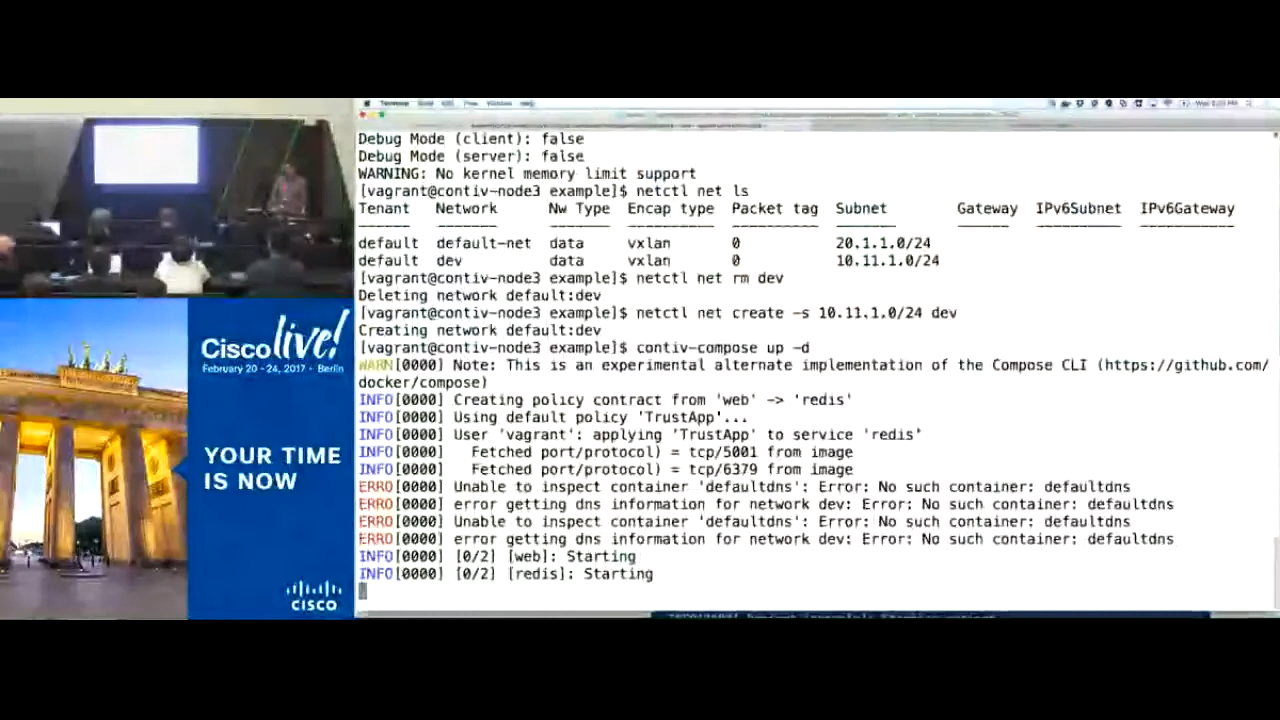 Terminal
Debug Mode (client): false
Debug Mode (server): false
WARNING: No kernel memory limit support
[vagrant@contiv-node3 example]$ netctl net ls
Tenant Network Nw Type Encap type Packet tag Subnet Gateway IPv6Subnet IPv6Gateway
------ ------- ------- ---------- ---------- ------- ------ ---------- -----------
default default-net data vxlan 0 20.1.1.0/24
default dev data vxlan 0 10.11.1.0/24
[vagrant@contiv-node3 example]$ netctl net rm dev
Deleting network default:dev
[vagrant@contiv-node3 example]$ netctl net create -s 10.11.1.0/24 dev
Creating network default:dev
[vagrant@contiv-node3 example]$ contiv-compose up -d
WARN[0000] Note: This is an experimental alternate implementation of the Compose CLI (https://github.com/
docker/compose)
INFO[0000] Creating policy contract from 'web' -> 'redis'
INFO[0000] Using default policy 'TrustApp'...
INFO[0000] User 'vagrant': applying 'TrustApp' to service 'redis'
INFO[0000]   Fetched port/protocol) = tcp/5001 from image
INFO[0000]   Fetched port/protocol) = tcp/6379 from image
ERRO[0000] Unable to inspect container 'defaultdns': Error: No such container: defaultdns
ERRO[0000] error getting dns information for network dev: Error: No such container: defaultdns
ERRO[0000] Unable to inspect container 'defaultdns': Error: No such container: defaultdns
ERRO[0000] error getting dns information for network dev: Error: No such container: defaultdns
INFO[0000] [0/2] [web]: Starting
INFO[0000] [0/2] [redis]: Starting
Cisco live!
February 20 - 24, 2017 · Berlin
YOUR TIME
IS NOW
CISCO